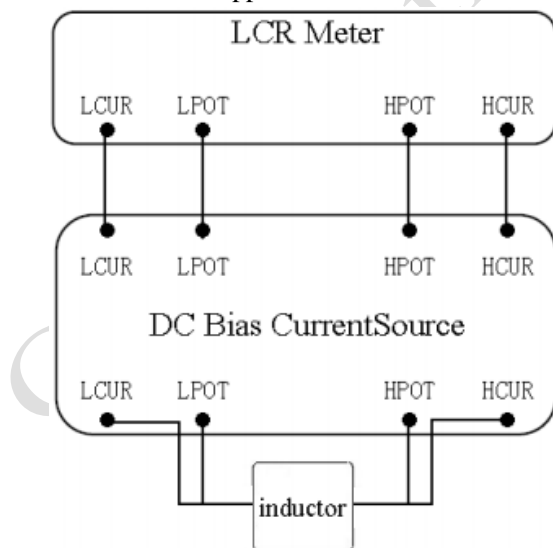 LCR Meter
LCUR LPOT HPOT HCUR
LCUR LPOT HPOT HCUR
DC Bias CurrentSource
LCUR LPOT HPOT HCUR
inductor